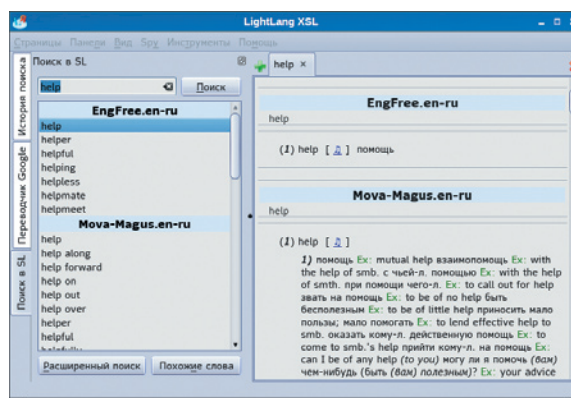 LightLang XSL
Страницы Панели Вид Spy Инструменты Помощь
История поиска
Переводчик Google
Поиск в SL
Поиск в SL
help
Поиск
EngFree.en-ru
help
helper
helpful
helping
helpless
helpmate
helpmeet
Mova-Magus.en-ru
help
help along
help forward
help on
help out
help over
helper
helpful
helpfully
Расширенный поиск Похожие слова
help ×
EngFree.en-ru
help
(1) help [ ♫ ] помощь
Mova-Magus.en-ru
help
(1) help [ ♫ ]
1) помощь Ex: mutual help взаимопомощь Ex: with
the help of smb. с чьей-л. помощью Ex: with the help
of smth. при помощи чего-л. Ex: to call out for help
звать на помощь Ex: to be of no help быть
бесполезным Ex: to be of little help приносить мало
пользы; мало помогать Ex: to lend effective help to
smb. оказать кому-л. действенную помощь Ex: to
come to smb.'s help прийти кому-л. на помощь Ex:
can I be of any help (to you) могу ли я помочь (вам)
чем-нибудь (быть (вам) полезным)? Ex: your advice